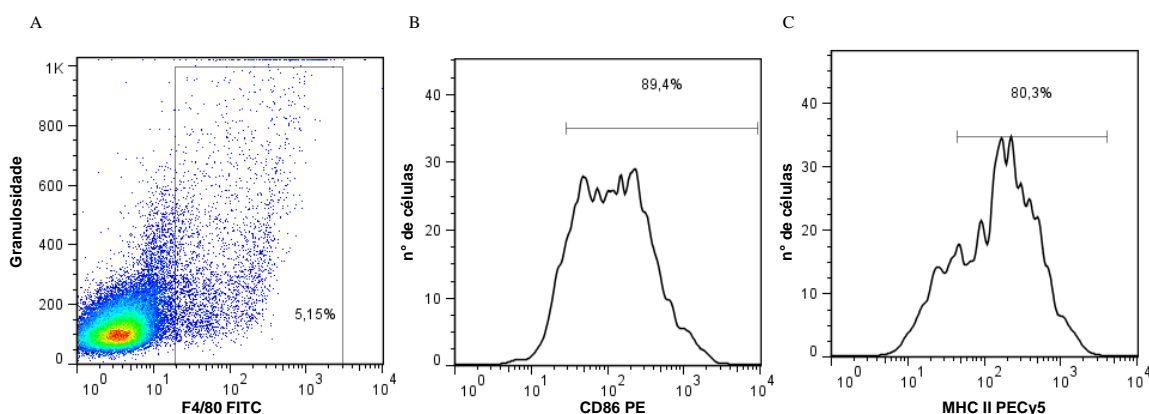 A
Granulosidade
1K
800
600
400
200
0
5,15%
10^0 10^1 10^2 10^3 10^4
F4/80 FITC
B
n° de células
40
30
20
10
0
89,4%
10^0 10^1 10^2 10^3 10^4
CD86 PE
C
n° de células
40
30
20
10
0
80,3%
10^0 10^1 10^2 10^3 10^4
MHC II PECy5